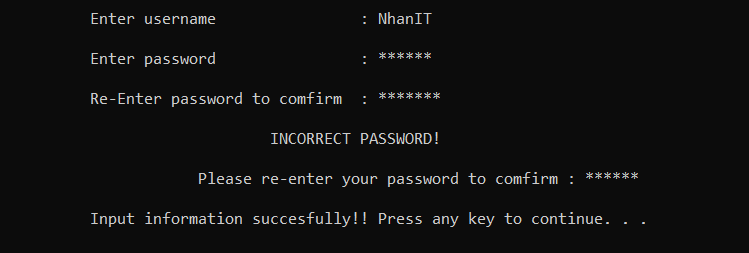 Enter username : NhanIT
Enter password : ******
Re-Enter password to comfirm : *******
INCORRECT PASSWORD!
Please re-enter your password to comfirm : ******
Input information succesfully!! Press any key to continue. . .